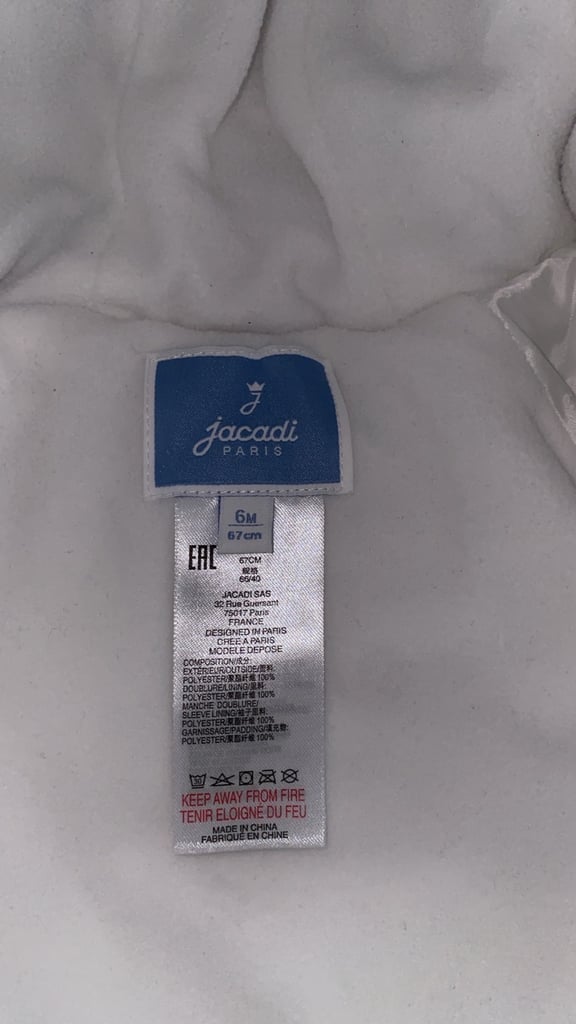 J
jacadi
PARIS
6M
67cm
EAC
67CM
规格
66/40
JACADI SAS
32 Rue Guersant
75017 Paris
FRANCE
DESIGNED IN PARIS
CREE A PARIS
MODELE DEPOSE
COMPOSITION/成分:
EXTERIEUR/OUTSIDE/面料:
POLYESTER/聚酯纤维 100%
DOUBLURE/LINING/里料:
POLYESTER/聚酯纤维 100%
MANCHE DOUBLURE/
SLEEVE LINING/袖子里料:
POLYESTER/聚酯纤维 100%
GARNISSAGE/PADDING/填充物:
POLYESTER/聚酯纤维 100%
30
KEEP AWAY FROM FIRE
TENIR ELOIGNÉ DU FEU
MADE IN CHINA
FABRIQUÉ EN CHINE